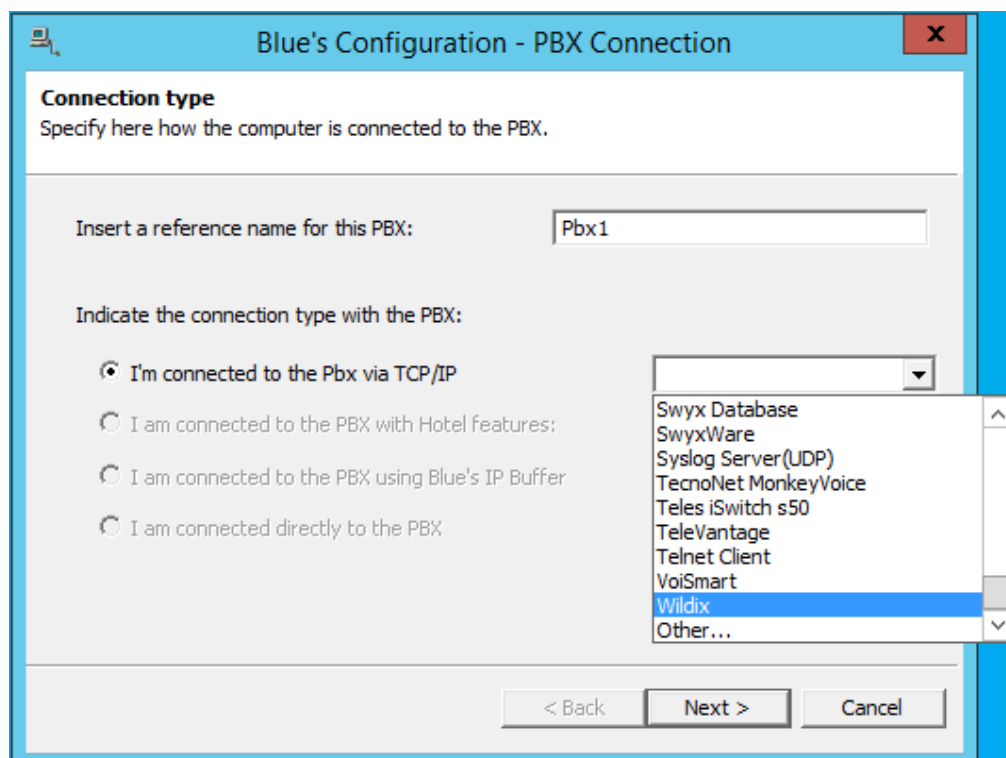 Blue's Configuration - PBX Connection
x
Connection type
Specify here how the computer is connected to the PBX.
Insert a reference name for this PBX: Pbx1
Indicate the connection type with the PBX:
I'm connected to the Pbx via TCP/IP
I am connected to the PBX with Hotel features:
I am connected to the PBX using Blue's IP Buffer
I am connected directly to the PBX
Swyx Database
SwyxWare
Syslog Server(UDP)
TecnoNet MonkeyVoice
Teles iSwitch s50
TeleVantage
Telnet Client
VoiSmart
Wildix
Other...
< Back Next > Cancel